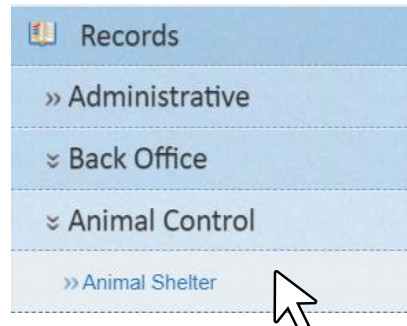 Records
» Administrative
» Back Office
» Animal Control
» Animal Shelter